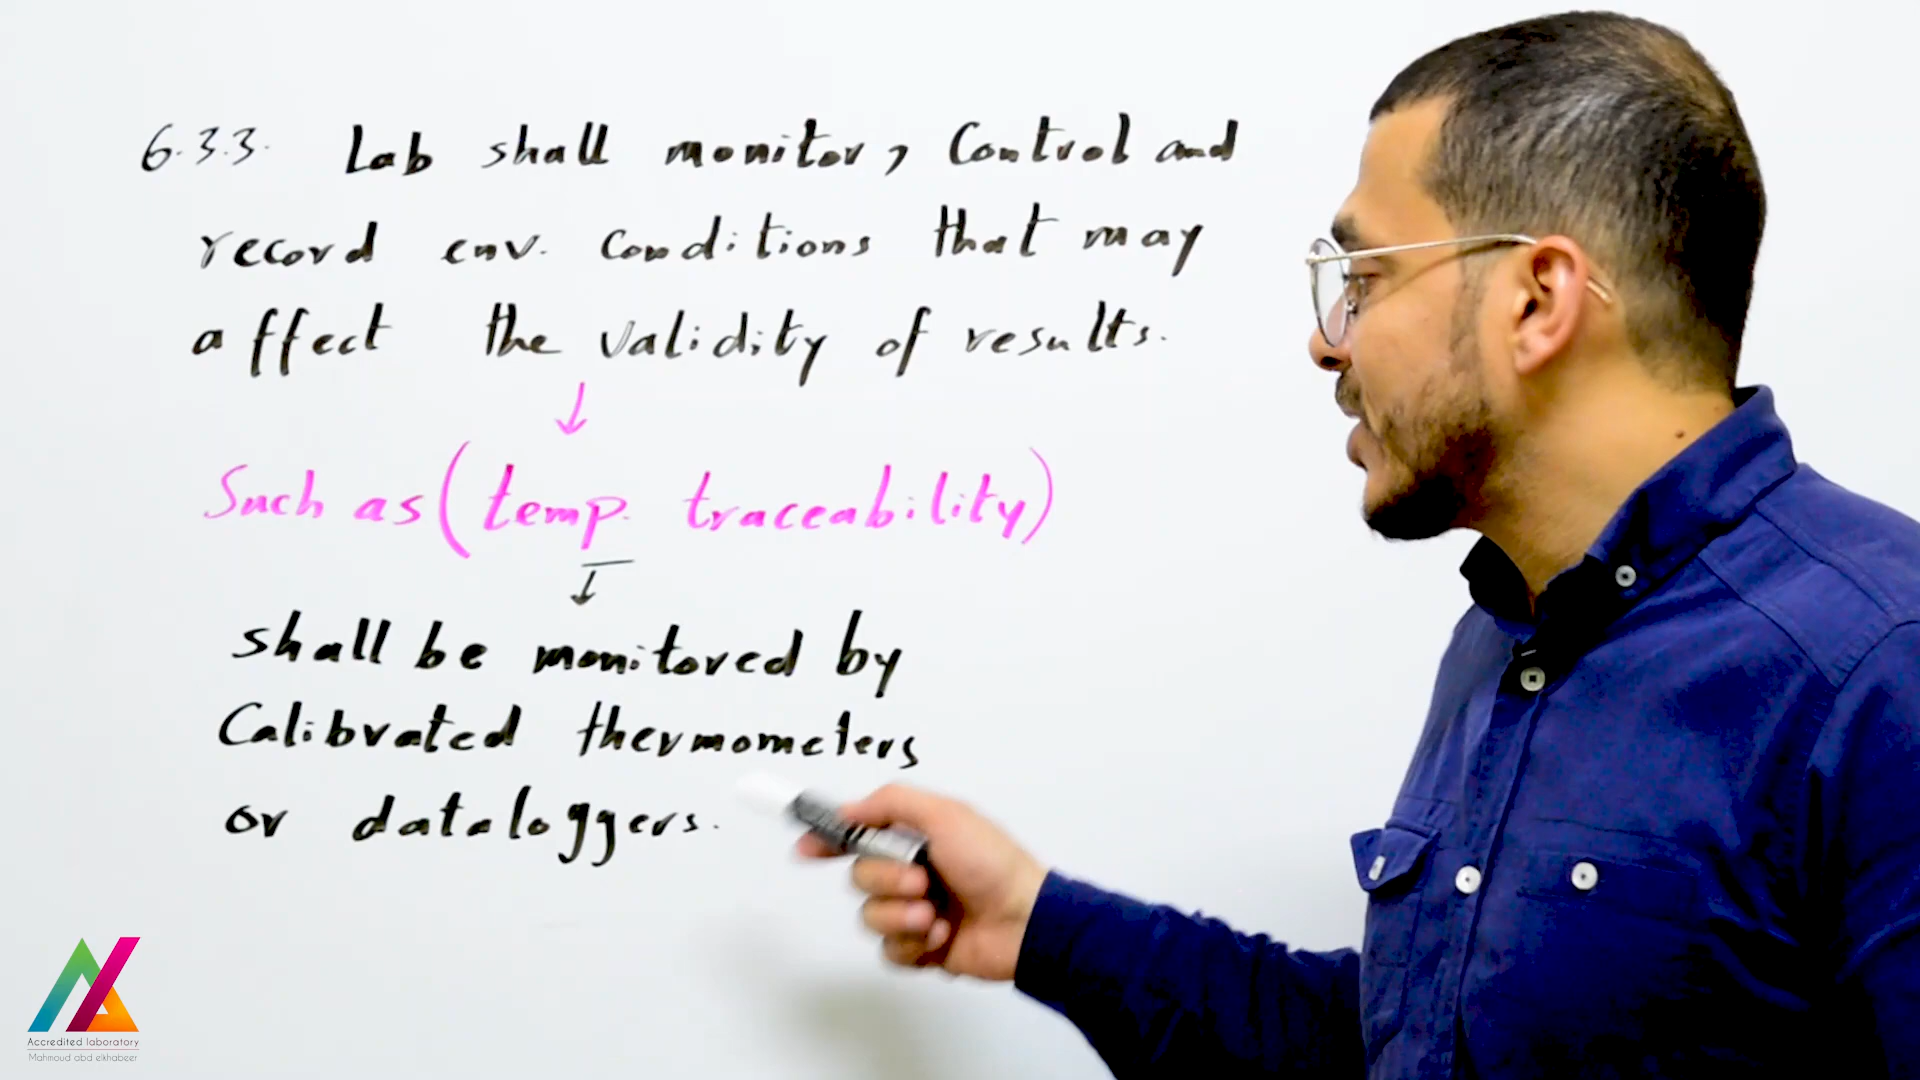 6.3.3. Lab shall monitor, Control and
record env. conditions that may
affect the validity of results.
Such as (temp. traceability)
shall be monitored by
Calibrated thermometers
or dataloggers.
Accredited laboratory
Mahmoud abd elkhabeer